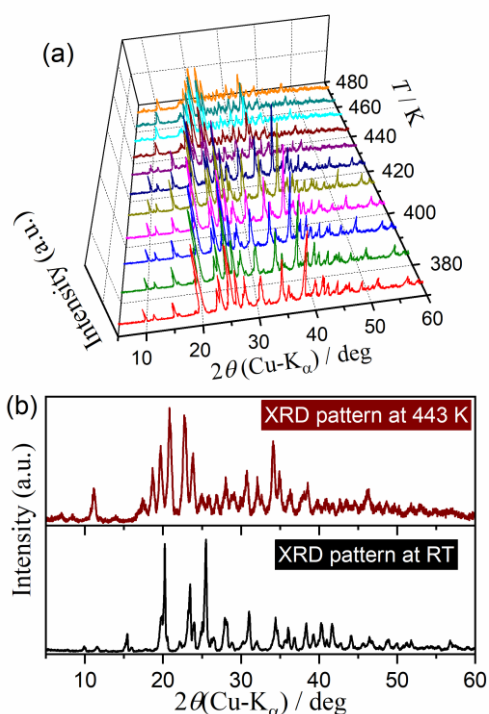 (a)
480
460
440
420
400
380
T / K
Intensity (a.u.)
10 20 30 40 50 60
2θ(Cu-Kα) / deg
(b)
XRD pattern at 443 K
XRD pattern at RT
Intensity (a.u.)
10 20 30 40 50 60
2θ(Cu-Kα) / deg